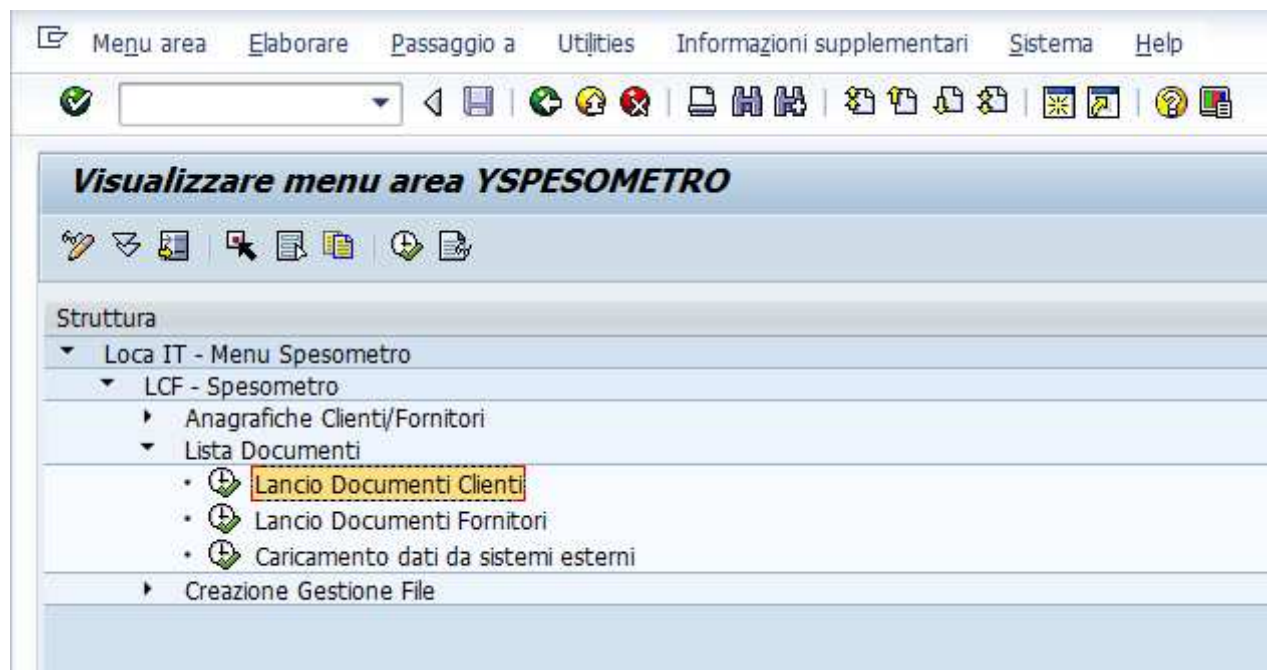 Menu area Elaborare Passaggio a Utilities Informazioni supplementari Sistema Help
Visualizzare menu area YSPESOMETRO
Struttura
Loca IT - Menu Spesometro
LCF - Spesometro
Anagrafiche Clienti/Fornitori
Lista Documenti
Lancio Documenti Clienti
Lancio Documenti Fornitori
Caricamento dati da sistemi esterni
Creazione Gestione File